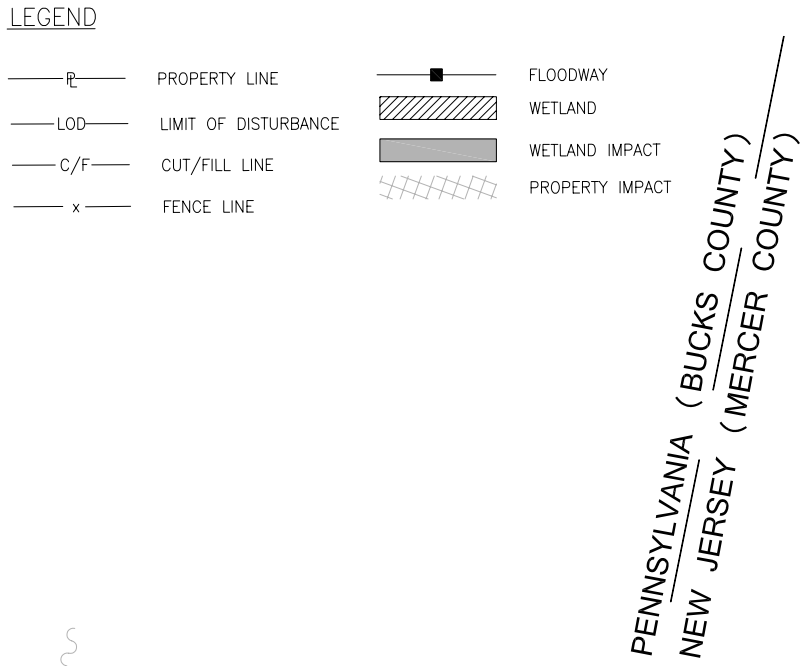 LEGEND
PL PROPERTY LINE
LOD LIMIT OF DISTURBANCE
C/F CUT/FILL LINE
x FENCE LINE
FLOODWAY
WETLAND
WETLAND IMPACT
PROPERTY IMPACT
PENNSYLVANIA (BUCKS COUNTY)
NEW JERSEY (MERCER COUNTY)